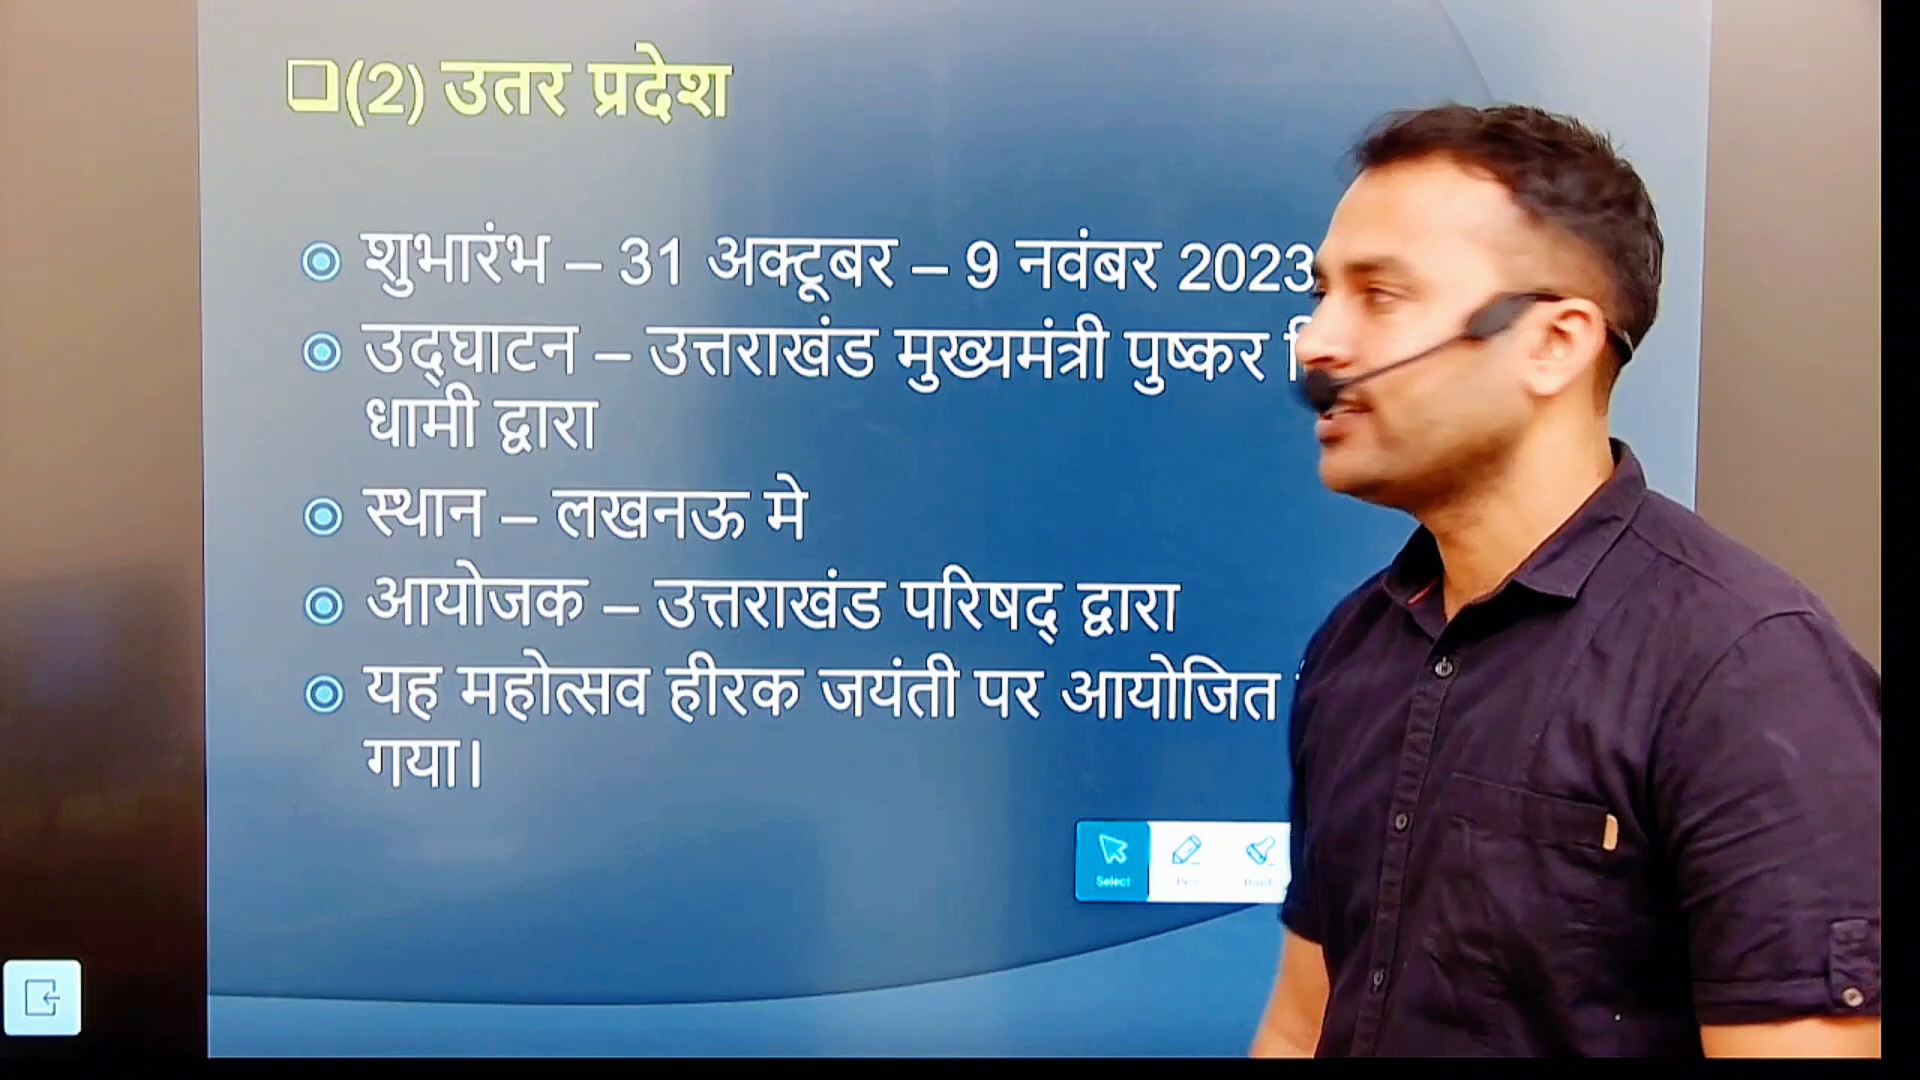 (2) उतर प्रदेश
शुभारंभ – 31 अक्टूबर – 9 नवंबर 2023
उद्घाटन – उत्तराखंड मुख्यमंत्री पुष्कर
धामी द्वारा
स्थान – लखनऊ मे
आयोजक – उत्तराखंड परिषद् द्वारा
यह महोत्सव हीरक जयंती पर आयोजित
गया।
Select